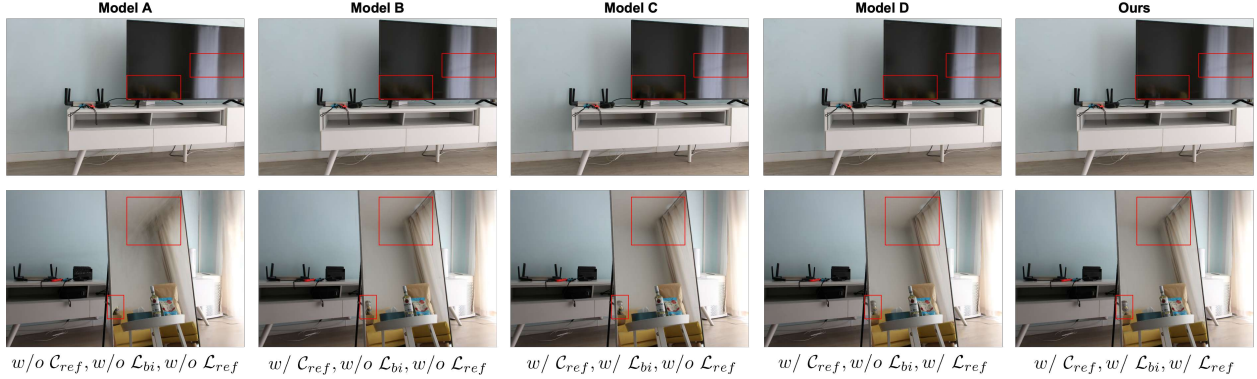 Model A
Model B
Model C
Model D
Ours
w/o 𝒞_ref, w/o ℒ_bi, w/o ℒ_ref
w/ 𝒞_ref, w/o ℒ_bi, w/o ℒ_ref
w/ 𝒞_ref, w/ ℒ_bi, w/o ℒ_ref
w/ 𝒞_ref, w/o ℒ_bi, w/ ℒ_ref
w/ 𝒞_ref, w/ ℒ_bi, w/ ℒ_ref